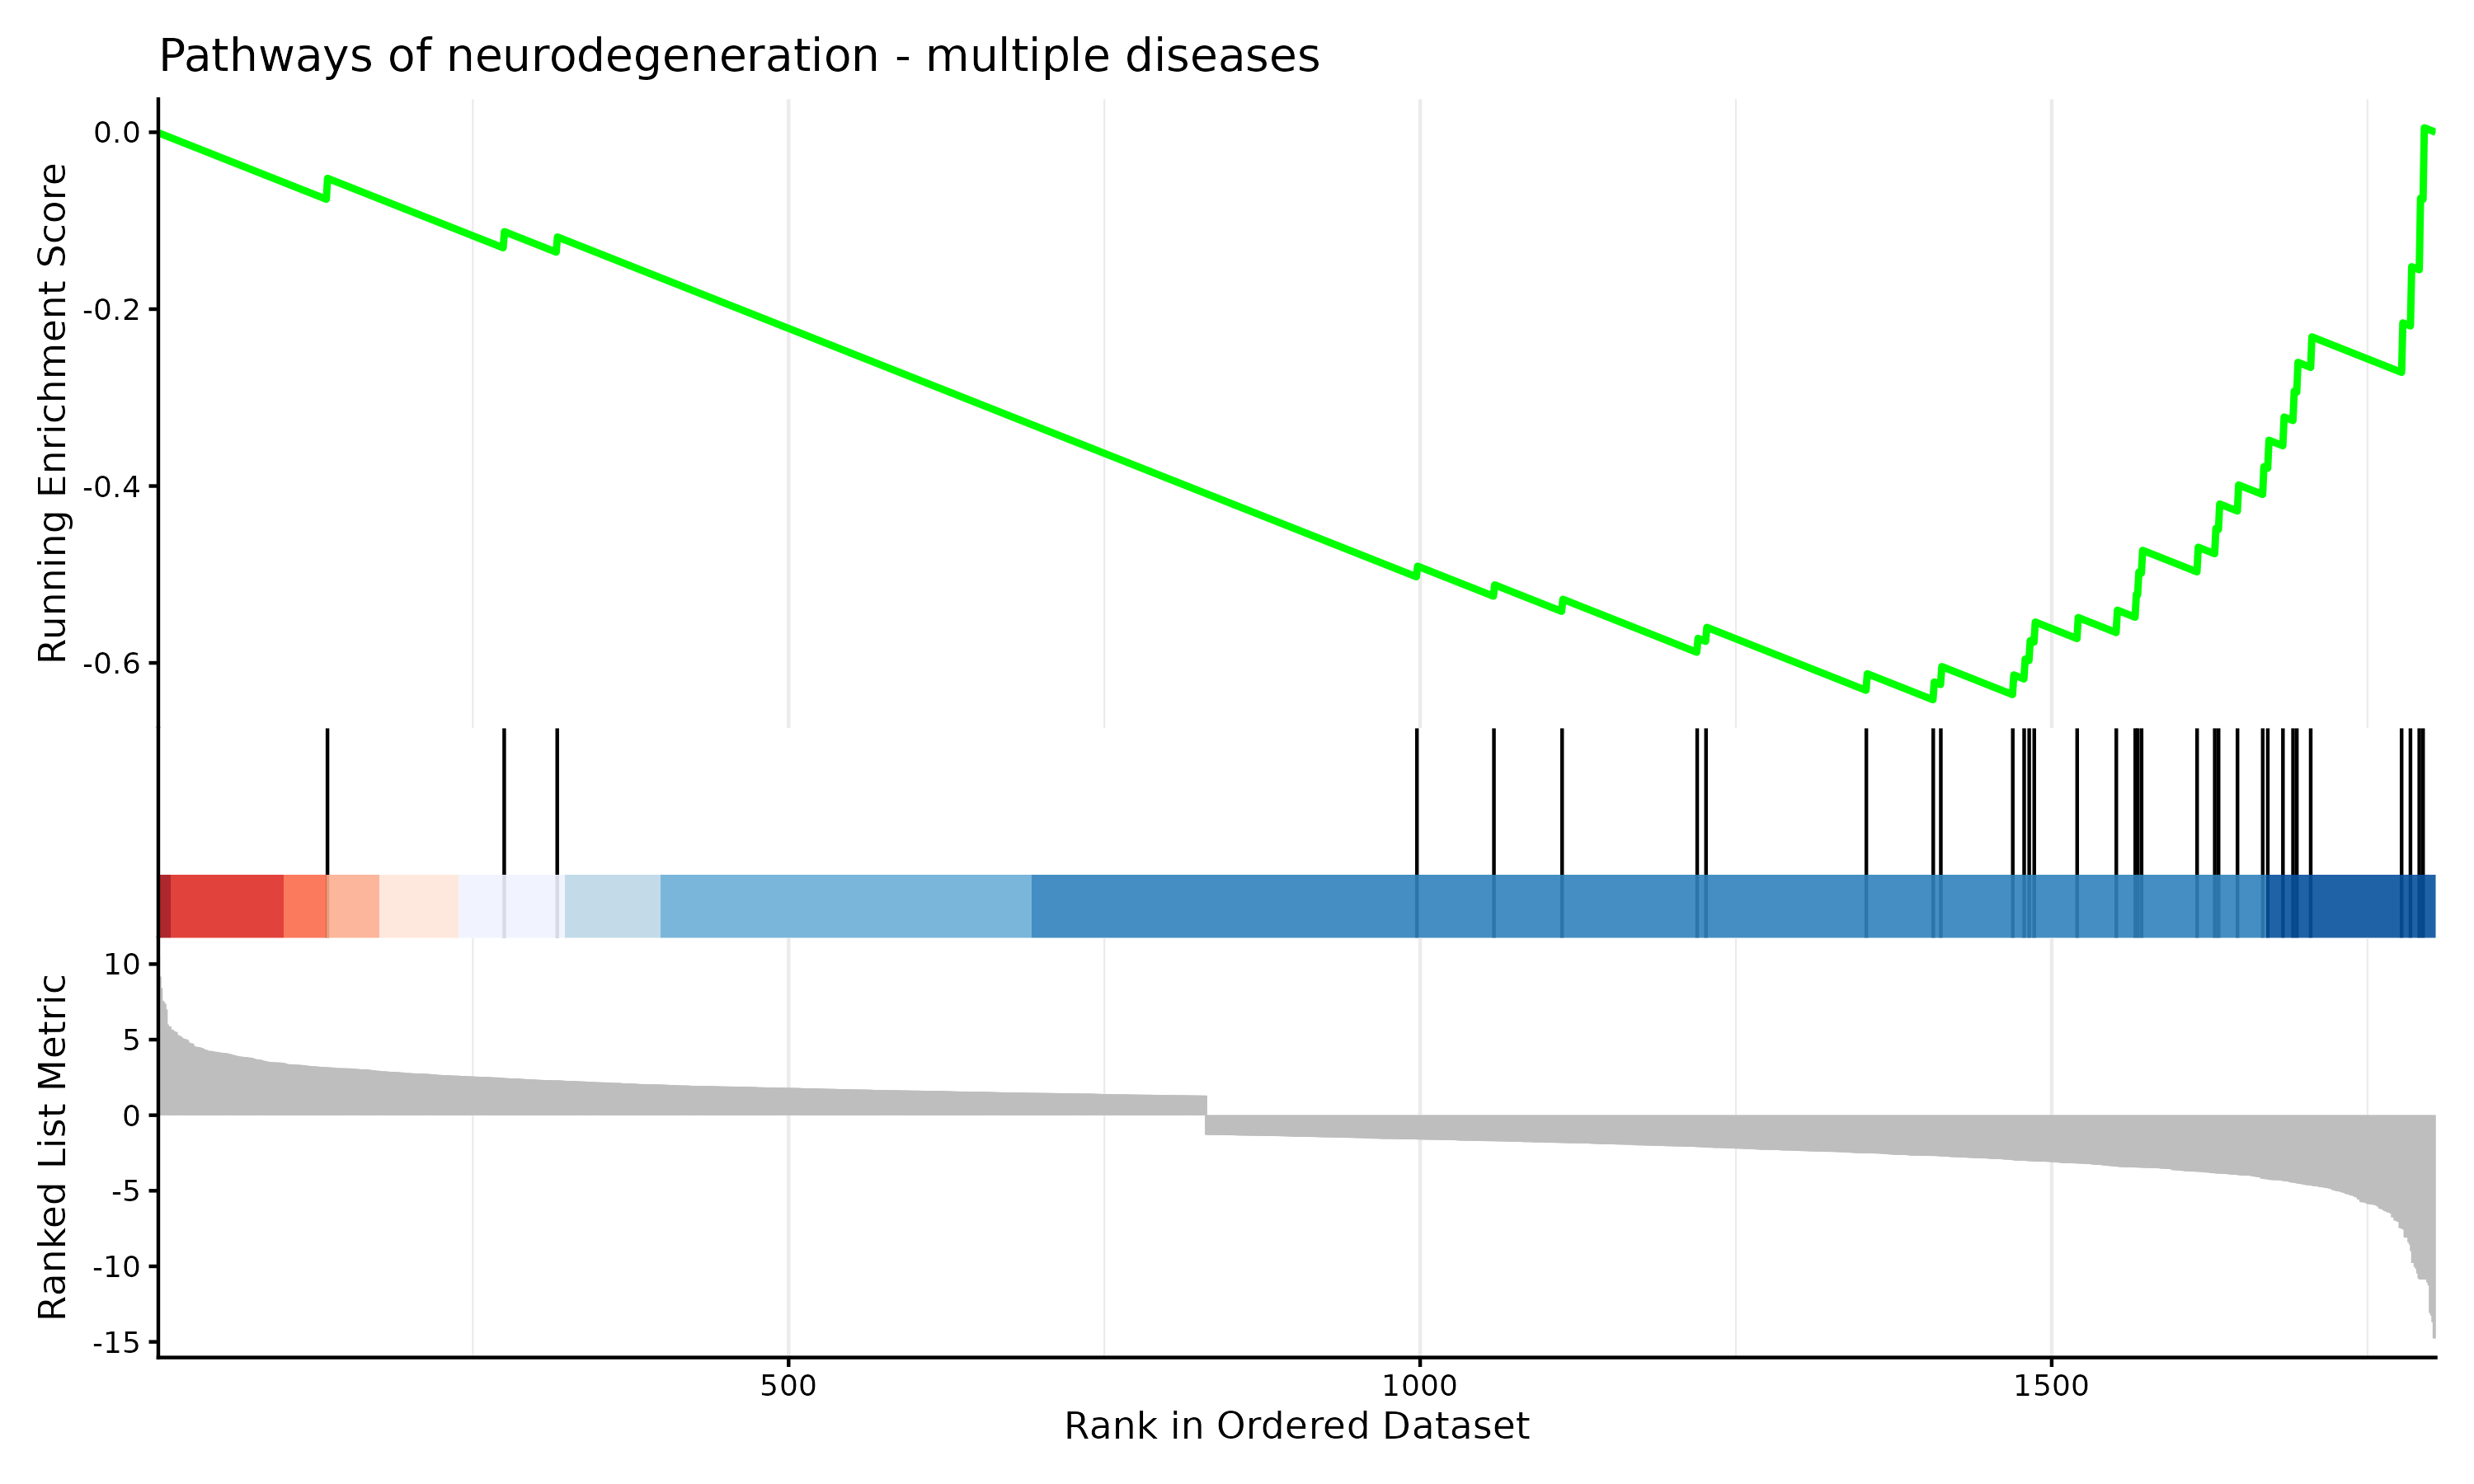 Pathways of neurodegeneration - multiple diseases
Running Enrichment Score
0.0
-0.2
-0.4
-0.6
Ranked List Metric
10
5
0
-5
-10
-15
500 1000 1500
Rank in Ordered Dataset